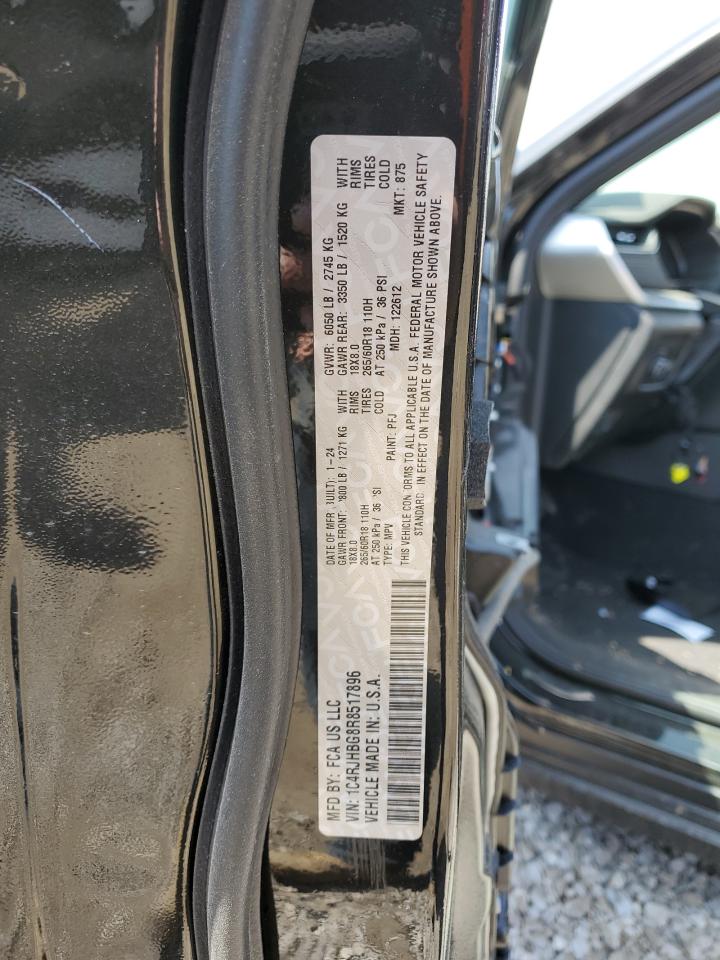 MFD BY: FCA US LLC
VIN: 1C4RJHBG8R8517896
VEHICLE MADE IN: U.S.A.
DATE OF MFR 1-24
GAWR FRONT: 800 LB / 1271 KG WITH
18X8.0 RIMS
265/60R18 110H TIRES
AT 250 kPa / 36 PSI COLD
TYPE: MPV PAINT: PFJ
GVWR: 6050 LB / 2745 KG
GAWR REAR: 3350 LB / 1520 KG WITH
18X8.0 RIMS
265/60R18 110H TIRES
AT 250 kPa / 36 PSI COLD
MDH: 122612 MKT: 875
THIS VEHICLE CONFORMS TO ALL APPLICABLE U.S.A. FEDERAL MOTOR VEHICLE SAFETY
STANDARD IN EFFECT ON THE DATE OF MANUFACTURE SHOWN ABOVE.